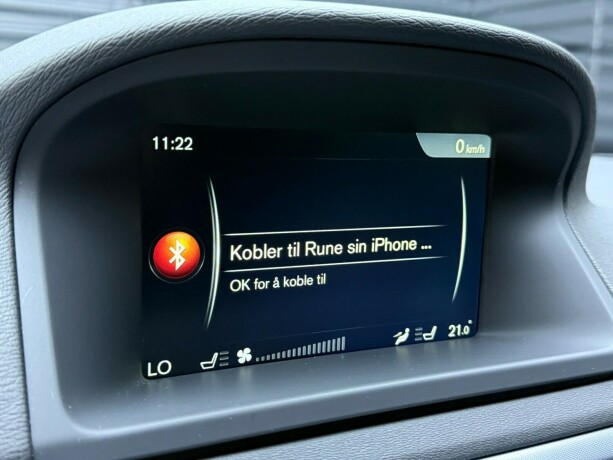 11:22
0 km/h
Kobler til Rune sin iPhone ...
OK for å koble til
LO
21.0°